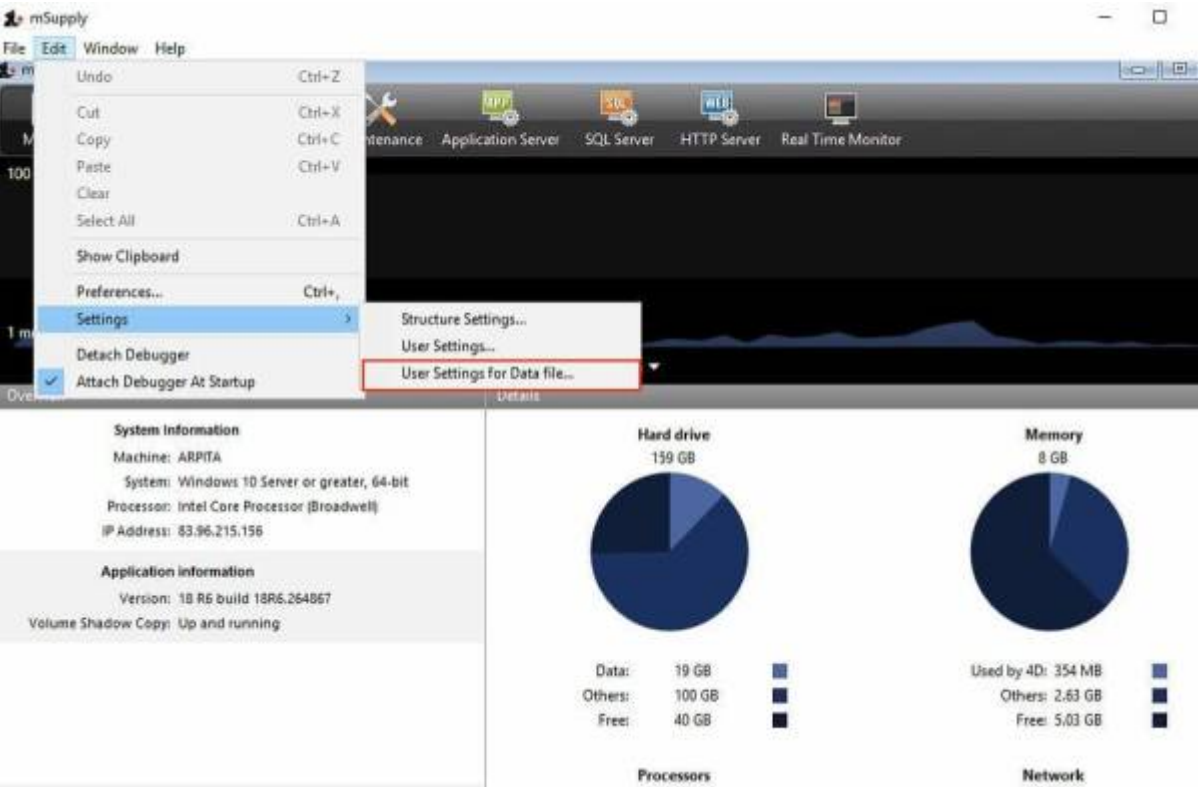 mSupply
File Edit Window Help
Undo Ctrl+Z
Cut Ctrl+X
Copy Ctrl+C
Paste Ctrl+V
Clear
Select All Ctrl+A
Show Clipboard
Preferences... Ctrl+,
Settings
Detach Debugger
Attach Debugger At Startup
Structure Settings...
User Settings...
User Settings for Data file...
Application Server SQL Server HTTP Server Real Time Monitor
100
Details
System Information
Machine: ARPITA
System: Windows 10 Server or greater, 64-bit
Processor: Intel Core Processor (Broadwell)
IP Address: 83.96.215.156
Application information
Version: 18 R6 build 18R6.264867
Volume Shadow Copy: Up and running
Hard drive
159 GB
Data: 19 GB
Others: 100 GB
Free: 40 GB
Memory
8 GB
Used by 4D: 354 MB
Others: 2.63 GB
Free: 5.03 GB
Processors
Network